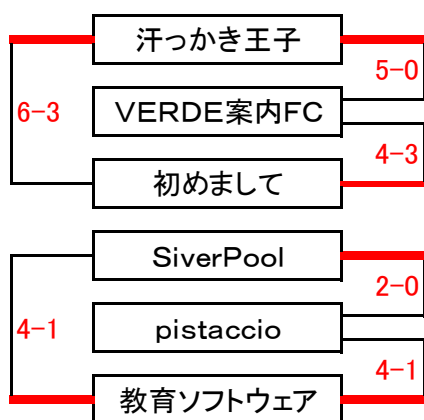 汗っかき王子
5-0
6-3
VERDE案内FC
4-3
初めまして
SiverPool
2-0
4-1
pistaccio
4-1
教育ソフトウェア